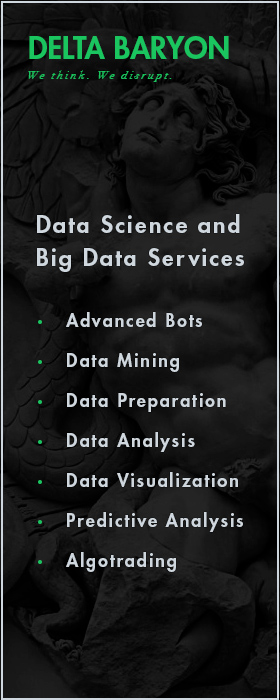 DELTA BARYON
We think. We disrupt.
Data Science and
Big Data Services
Advanced Bots
Data Mining
Data Preparation
Data Analysis
Data Visualization
Predictive Analysis
Algotrading